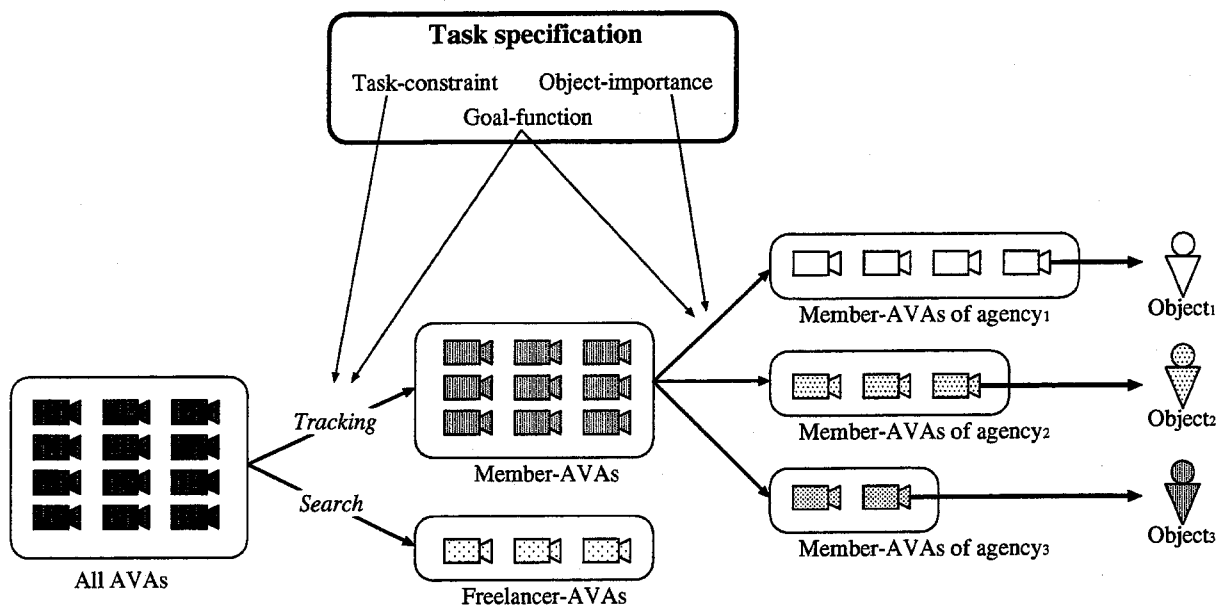 Task specification
Task-constraint Object-importance
Goal-function
Member-AVAs of agency1
Object1
Tracking
Member-AVAs
Member-AVAs of agency2
Object2
Search
All AVAs
Freelancer-AVAs
Member-AVAs of agency3
Object3